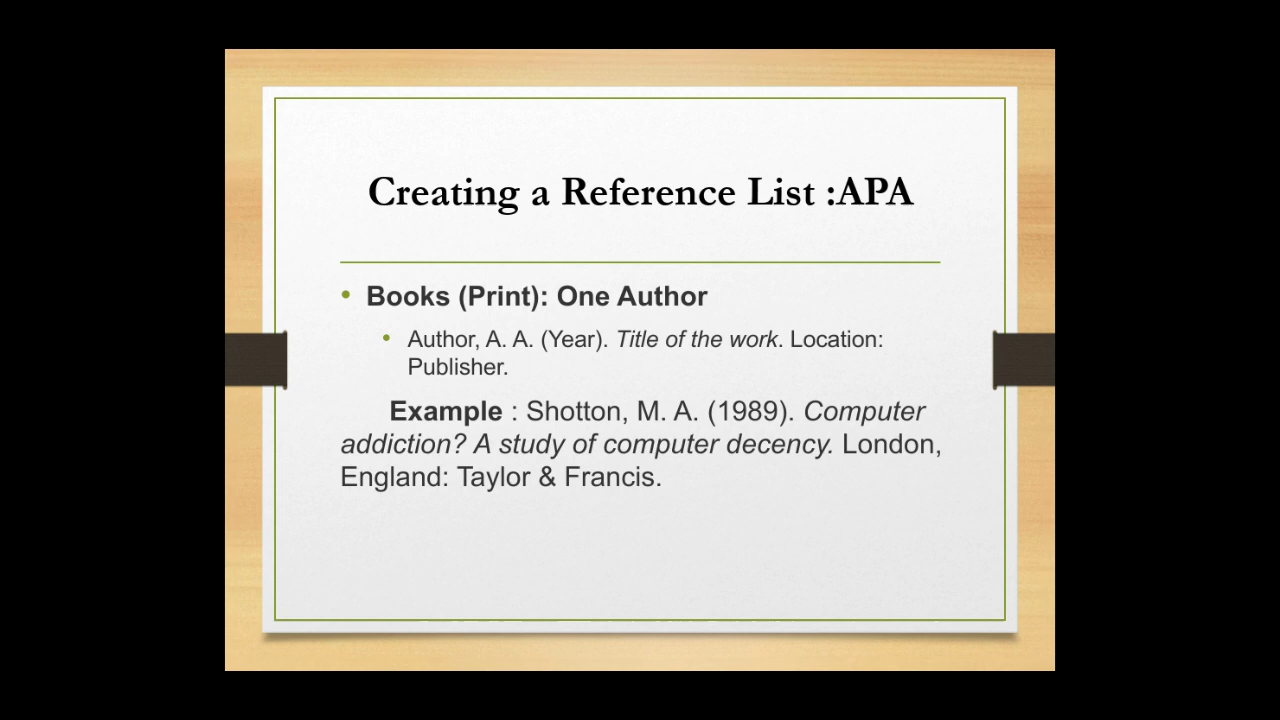 Creating a Reference List :APA
• Books (Print): One Author
• Author, A. A. (Year). Title of the work. Location:
Publisher.
Example : Shotton, M. A. (1989). Computer
addiction? A study of computer decency. London,
England: Taylor & Francis.